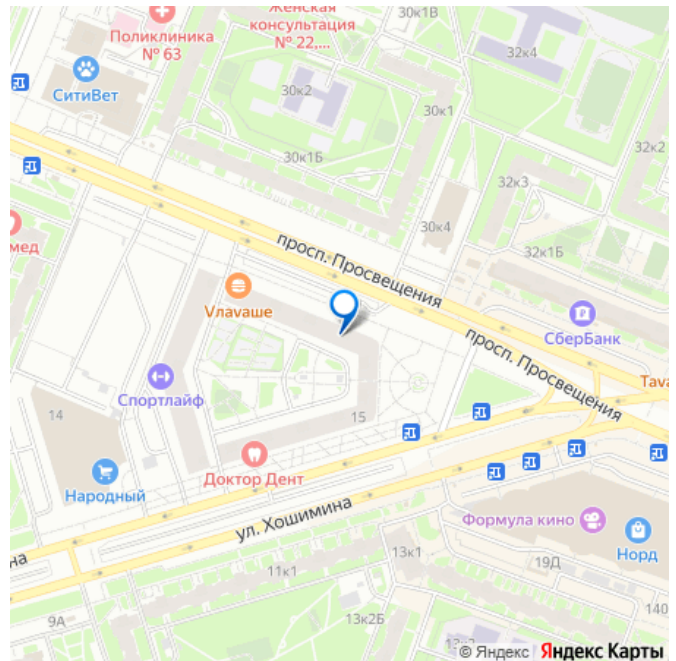 30к1В
Женская
консультация
№ 22,...
Поликлиника
№ 63
32к4
СитиВет
30к2
30к1
32к2
30к1Б
32к3
30к4
мед
просп. Просвещения
32к1Б
Vлаvаше
СберБанк
просп. Просвещения
Tava
Спортлайф
14
15
Доктор Дент
Народный
ул. Хошимина
Формула кино
Норд
на
13к1
19Д
11к1
140
9А
13к2Б
© Яндекс Яндекс Карты